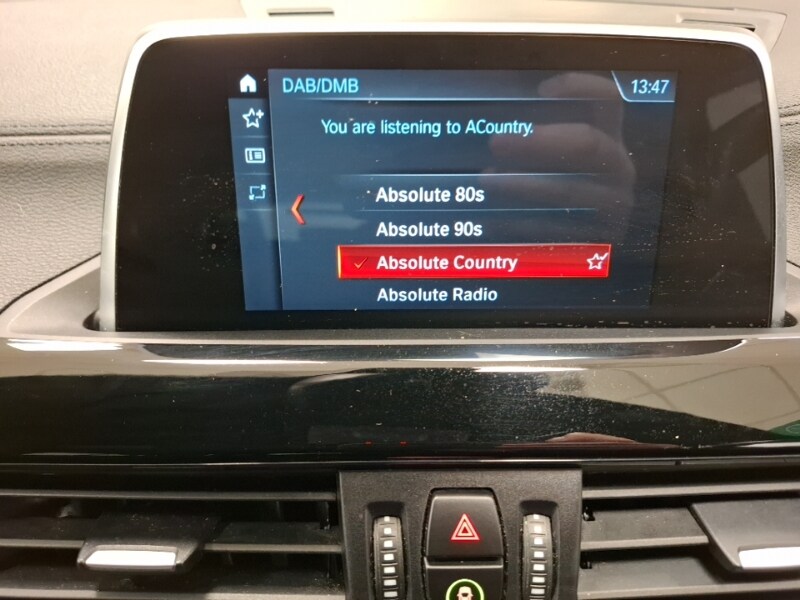 DAB/DMB
13:47
You are listening to ACountry.
Absolute 80s
Absolute 90s
Absolute Country
Absolute Radio